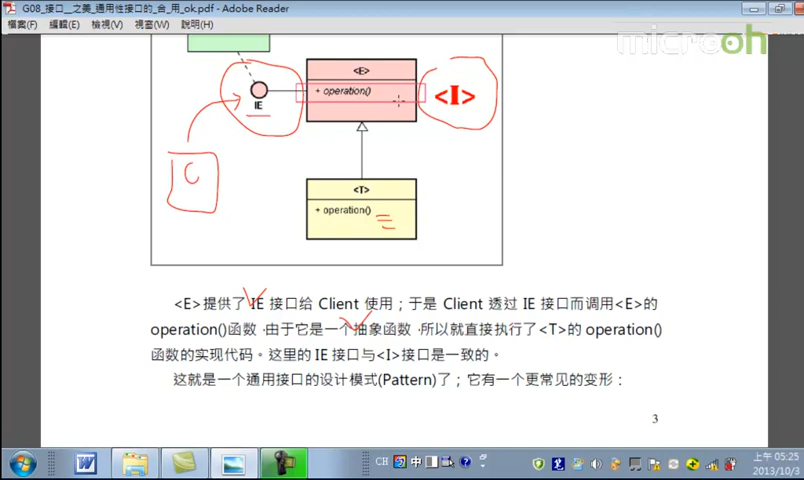 G08_接口__之美_通用性接口的_合_用_ok.pdf - Adobe Reader
檔案(F) 編輯(E) 檢視(V) 視窗(W) 說明(H)
microoh
<E>
+ operation()
<I>
IE
C
<T>
+ operation()
<E>提供了 IE 接口给 Client 使用；于是 Client 透过 IE 接口而调用<E>的
operation()函数，由于它是一个抽象函数，所以就直接执行了<T>的 operation()
函数的实现代码。这里的 IE 接口与<I>接口是一致的。
这就是一个通用接口的设计模式(Pattern)了；它有一个更常见的变形：
3
CH 中
上午 05:25
2013/10/3